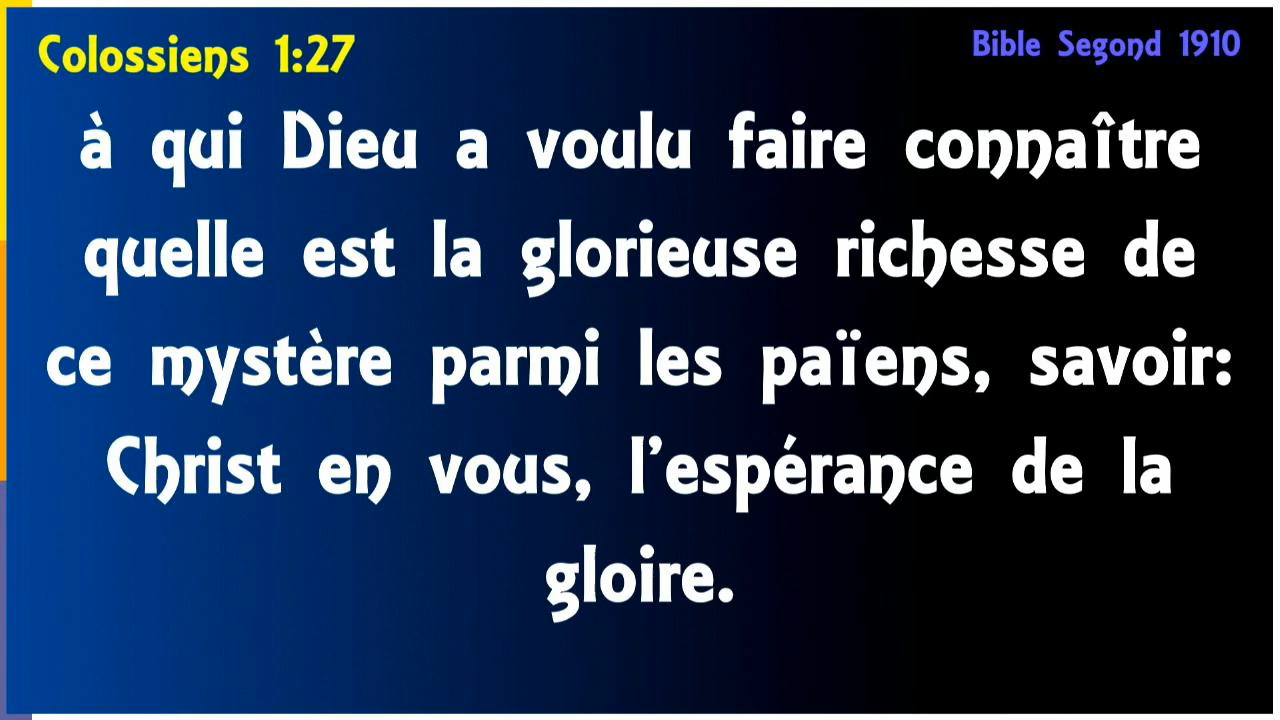 Colossiens 1:27
Bible Segond 1910
à qui Dieu a voulu faire connaître
quelle est la glorieuse richesse de
ce mystère parmi les païens, savoir:
Christ en vous, l'espérance de la
gloire.